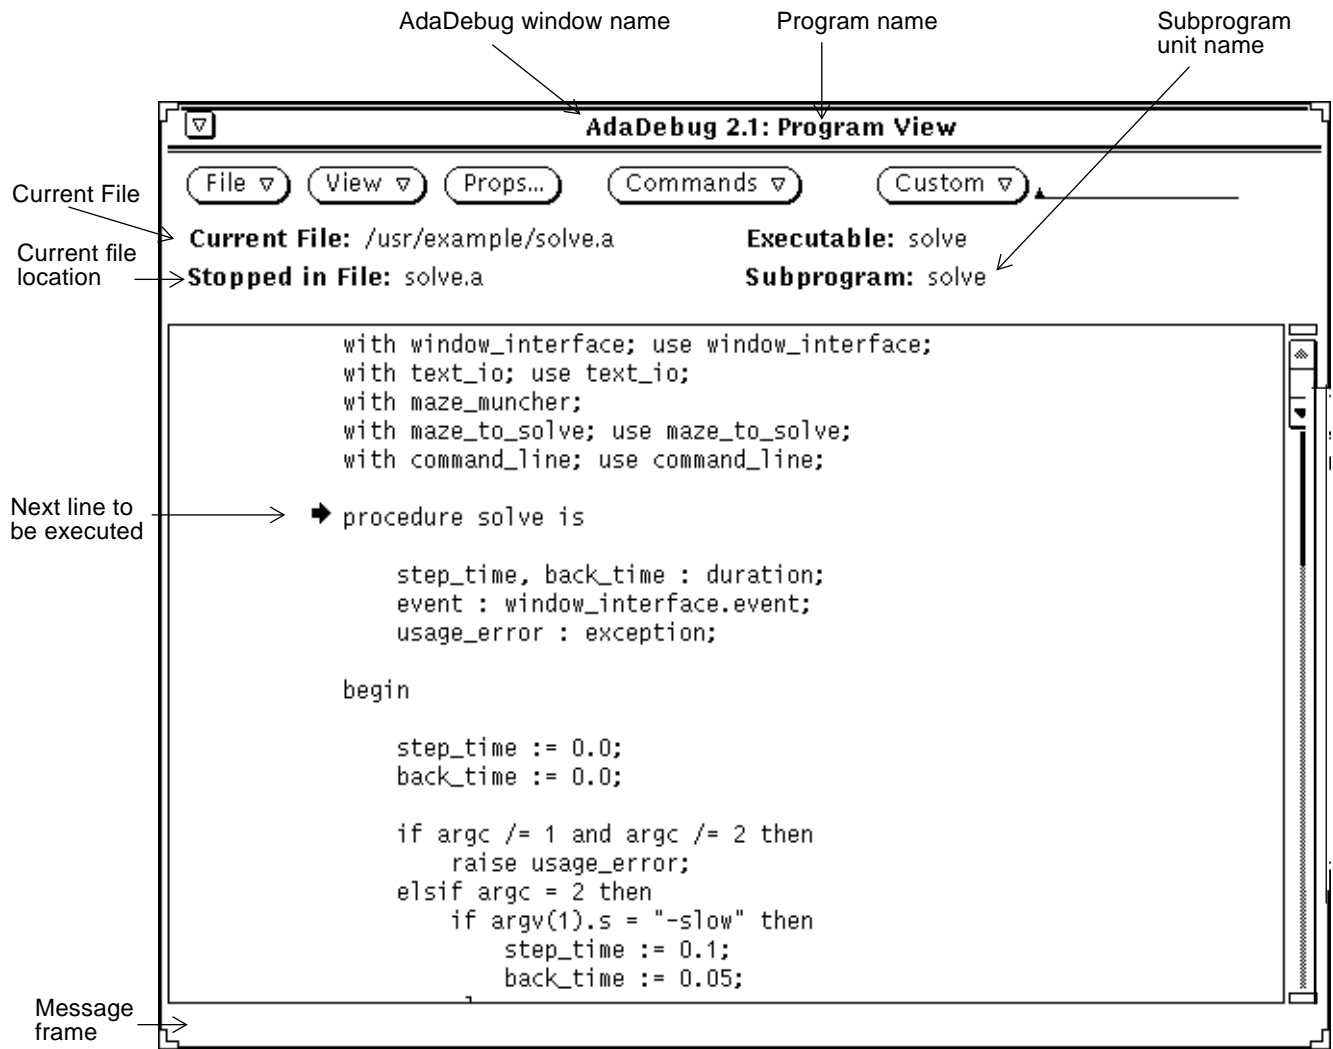 AdaDebug window name
Program name
Subprogram
unit name
AdaDebug 2.1: Program View
File
View
Props...
Commands
Custom
Current File
Current File: /usr/example/solve.a
Executable: solve
Current file
location
Stopped in File: solve.a
Subprogram: solve
with window_interface; use window_interface;
with text_io; use text_io;
with maze_muncher;
with maze_to_solve; use maze_to_solve;
with command_line; use command_line;
Next line to
be executed
procedure solve is
step_time, back_time : duration;
event : window_interface.event;
usage_error : exception;
begin
step_time := 0.0;
back_time := 0.0;
if argc /= 1 and argc /= 2 then
raise usage_error;
elsif argc = 2 then
if argv(1).s = "-slow" then
step_time := 0.1;
back_time := 0.05;
Message
frame